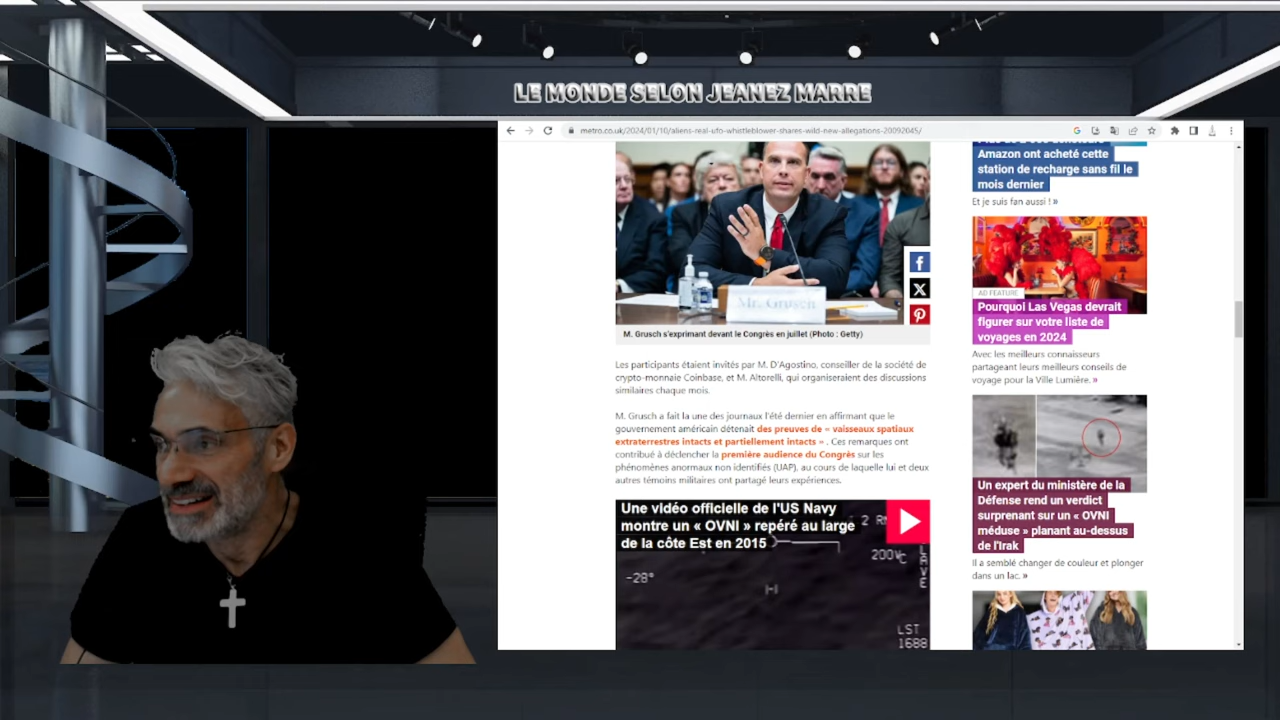 LE MONDE SELON JEANEZ MARRE
metro.co.uk/2024/01/10/aliens-real-ufo-whistleblower-shares-wild-new-allegations-20092045/
Mr. Grusch
M. Grusch s'exprimant devant le Congrès en juillet (Photo : Getty)
Les participants étaient invités par M. D'Agostino, conseiller de la société de
crypto-monnaie Coinbase, et M. Altorelli, qui organiseraient des discussions
similaires chaque mois.
M. Grusch a fait la une des journaux l'été dernier en affirmant que le
gouvernement américain détenait des preuves de « vaisseaux spatiaux
extraterrestres intacts et partiellement intacts » . Ces remarques ont
contribué à déclencher la première audience du Congrès sur les
phénomènes anormaux non identifiés (UAP), au cours de laquelle lui et deux
autres témoins militaires ont partagé leurs expériences.
Une vidéo officielle de l'US Navy
montre un « OVNI » repéré au large
de la côte Est en 2015
-28°
LST
1688
Amazon ont acheté cette
station de recharge sans fil le
mois dernier
Et je suis fan aussi ! »
AD FEATURE
Pourquoi Las Vegas devrait
figurer sur votre liste de
voyages en 2024
Avec les meilleurs connaisseurs
partageant leurs meilleurs conseils de
voyage pour la Ville Lumière. »
Un expert du ministère de la
Défense rend un verdict
surprenant sur un « OVNI
méduse » planant au-dessus
de l'Irak
Il a semblé changer de couleur et plonger
dans un lac. »